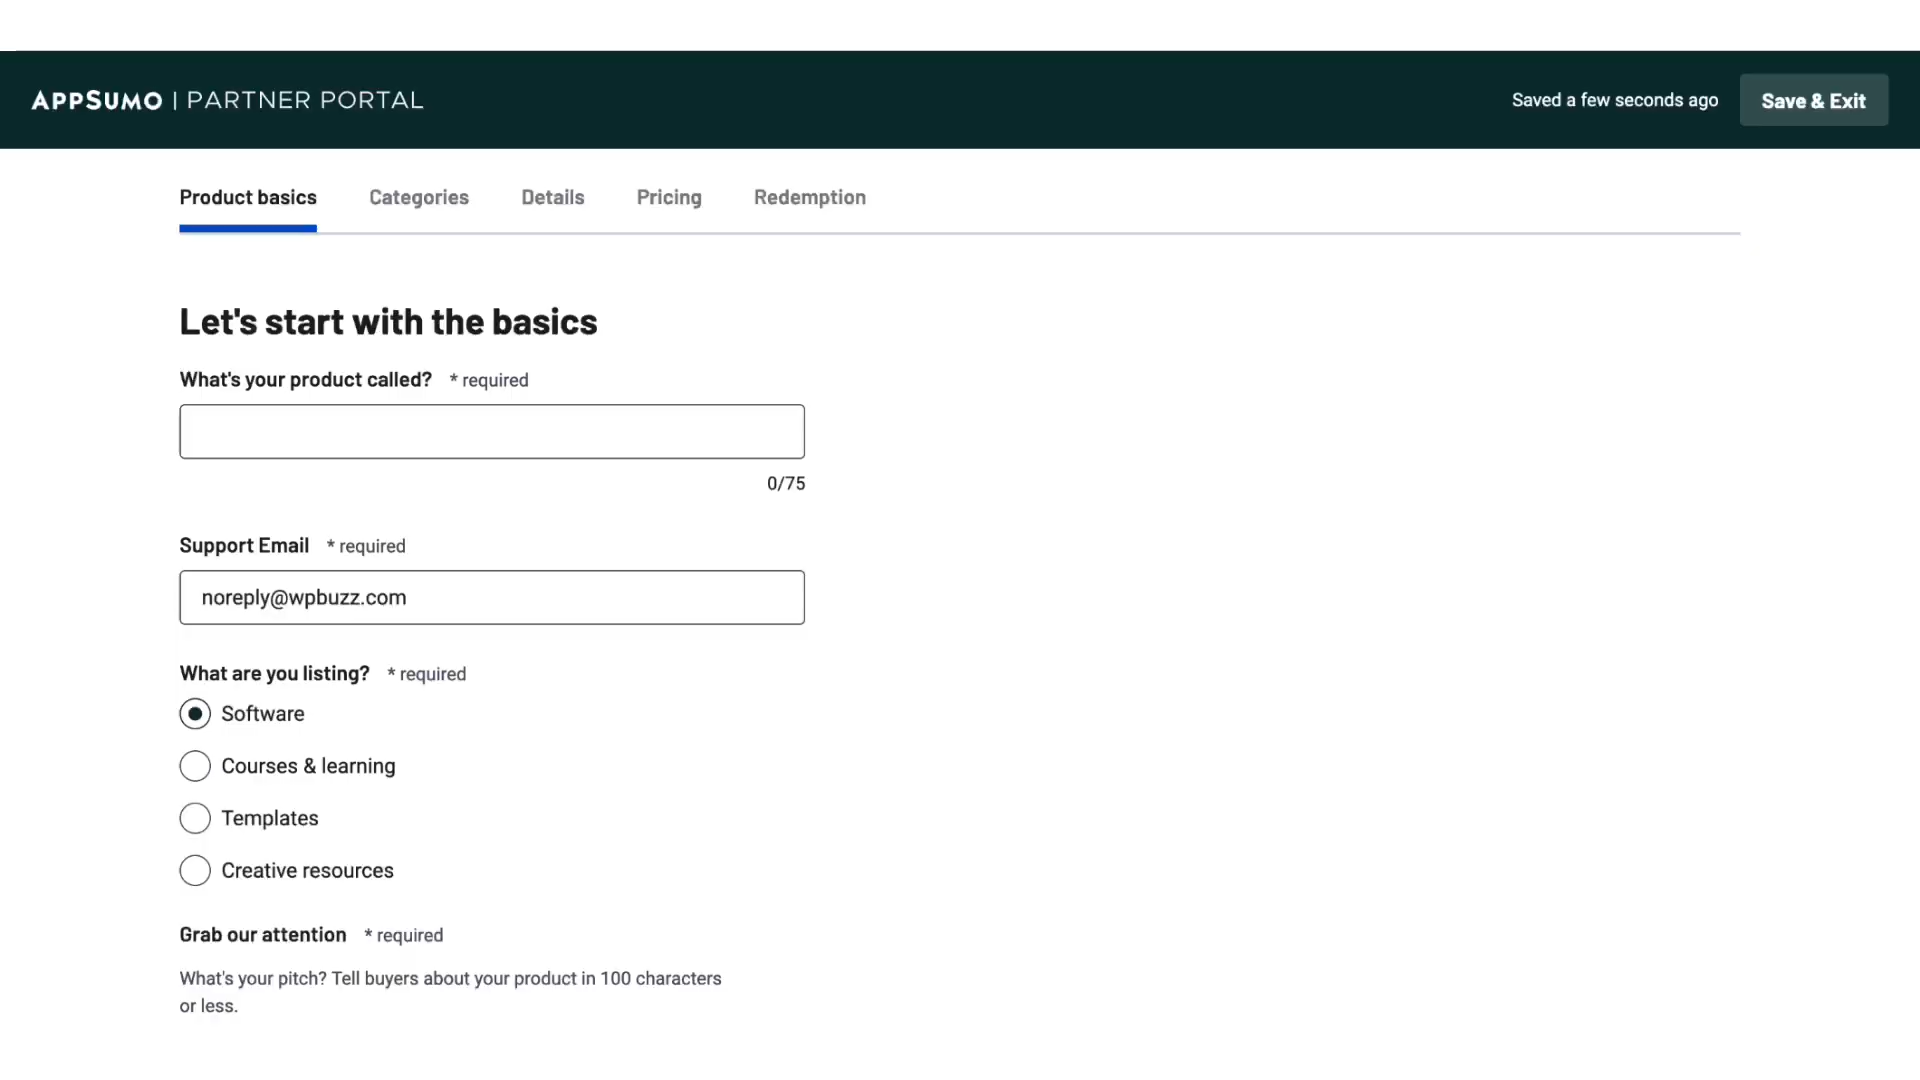 APPSUMO | PARTNER PORTAL
Saved a few seconds ago
Save & Exit
Product basics
Categories
Details
Pricing
Redemption
Let's start with the basics
What's your product called? * required
0/75
Support Email * required
noreply@wpbuzz.com
What are you listing? * required
Software
Courses & learning
Templates
Creative resources
Grab our attention * required
What's your pitch? Tell buyers about your product in 100 characters
or less.